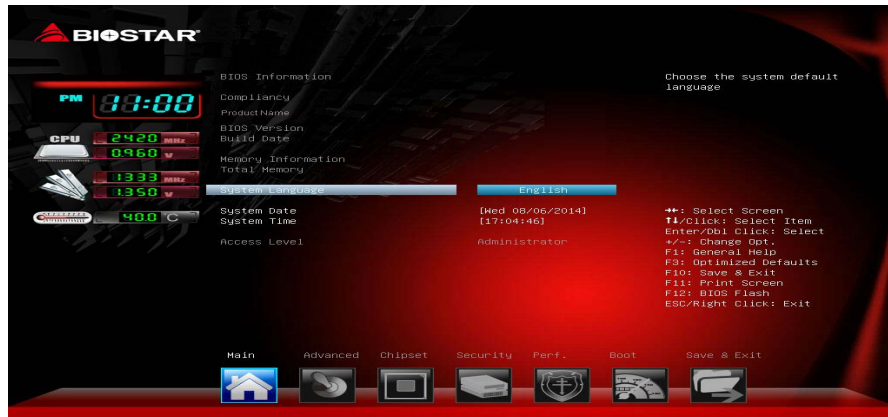 BIOSTAR
PM 11:00
CPU 2420 MHz
0.960 V
1333 MHz
1.350 V
40.0 C
BIOS Information
Compliancy
Product Name
BIOS Version
Build Date
Memory Information
Total Memory
System Language English
System Date [Wed 08/06/2014]
System Time [17:04:46]
Access Level Administrator
Choose the system default
language
→←: Select Screen
↑↓/Click: Select Item
Enter/Dbl Click: Select
+/-: Change Opt.
F1: General Help
F3: Optimized Defaults
F10: Save & Exit
F11: Print Screen
F12: BIOS Flash
ESC/Right Click: Exit
Main Advanced Chipset Security Perf. Boot Save & Exit